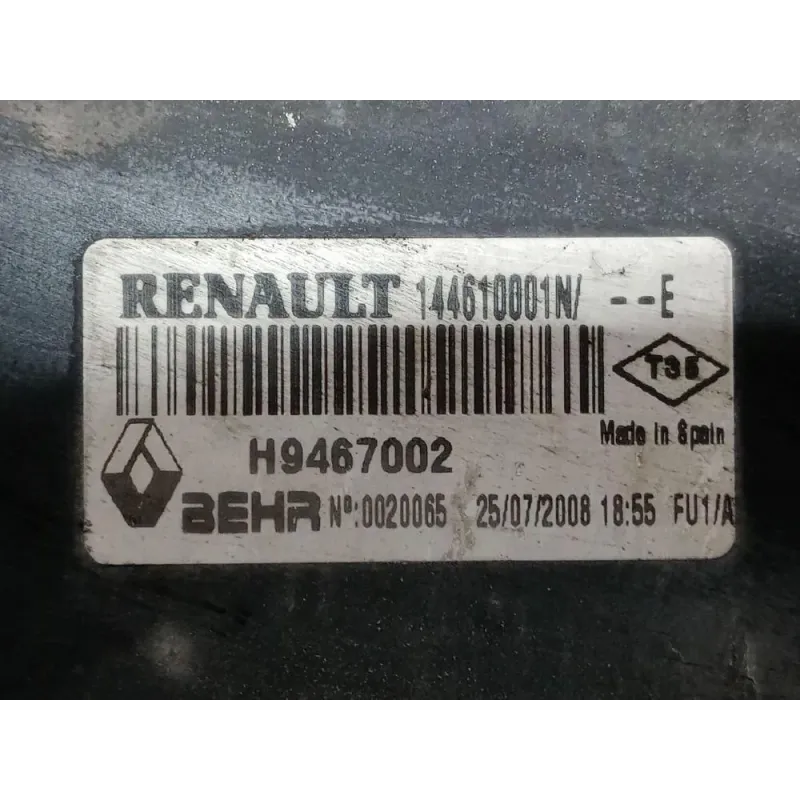 RENAULT 144610001N/ --E
T35
Made in Spain
H9467002
BEHR Nº:0020065 25/07/2008 18:55 FU1/A